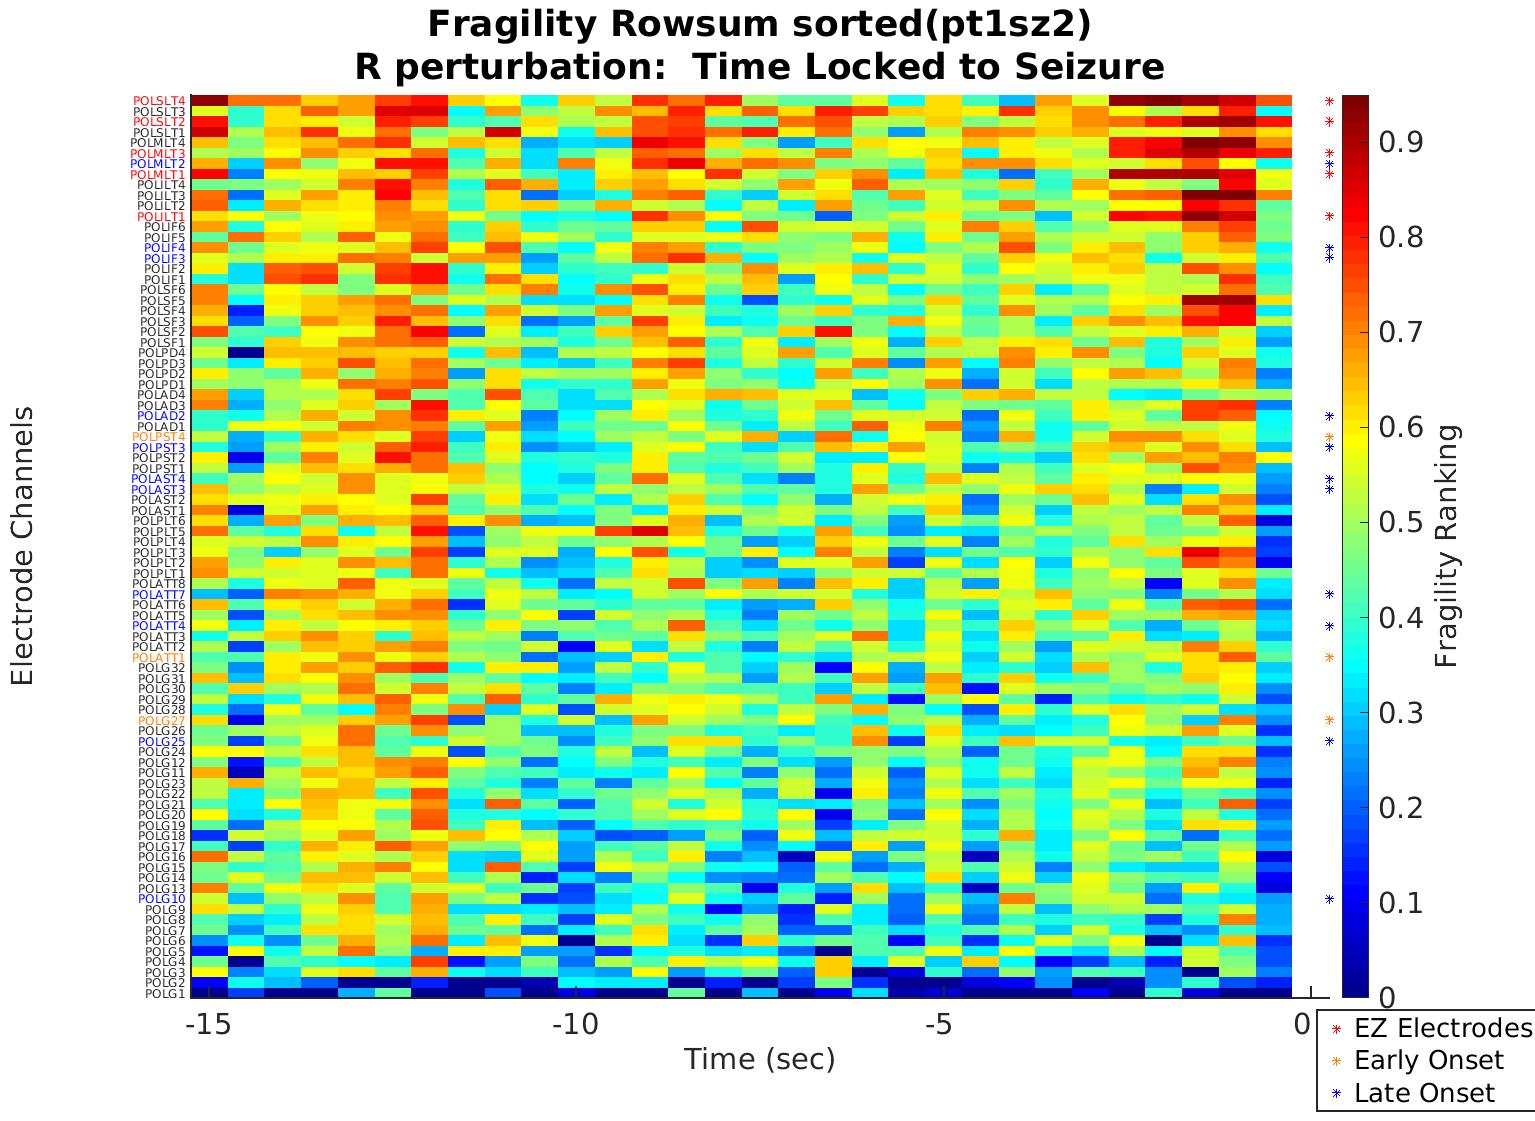 Fragility Rowsum sorted(pt1sz2)
R perturbation:  Time Locked to Seizure
Electrode Channels
POLSLT4
POLSLT3
POLSLT2
POLSLT1
POLMLT4
POLMLT3
POLMLT2
POLMLT1
POLILT4
POLILT3
POLILT2
POLILT1
POLIF6
POLIF5
POLIF4
POLIF3
POLIF2
POLIF1
POLSF6
POLSF5
POLSF4
POLSF3
POLSF2
POLSF1
POLPD4
POLPD3
POLPD2
POLPD1
POLAD4
POLAD3
POLAD2
POLAD1
POLPST4
POLPST3
POLPST2
POLPST1
POLAST4
POLAST3
POLAST2
POLAST1
POLPLT6
POLPLT5
POLPLT4
POLPLT3
POLPLT2
POLPLT1
POLATT8
POLATT7
POLATT6
POLATT5
POLATT4
POLATT3
POLATT2
POLATT1
POLG32
POLG31
POLG30
POLG29
POLG28
POLG27
POLG26
POLG25
POLG24
POLG12
POLG11
POLG23
POLG22
POLG21
POLG20
POLG19
POLG18
POLG17
POLG16
POLG15
POLG14
POLG13
POLG10
POLG9
POLG8
POLG7
POLG6
POLG5
POLG4
POLG3
POLG2
POLG1
-15
-10
-5
0
Time (sec)
0.9
0.8
0.7
0.6
0.5
0.4
0.3
0.2
0.1
0
Fragility Ranking
EZ Electrodes
Early Onset
Late Onset